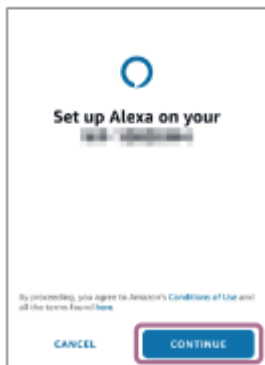 Set up Alexa on your
By proceeding, you agree to Amazon's Conditions of Use and
all the terms found here.
CANCEL
CONTINUE